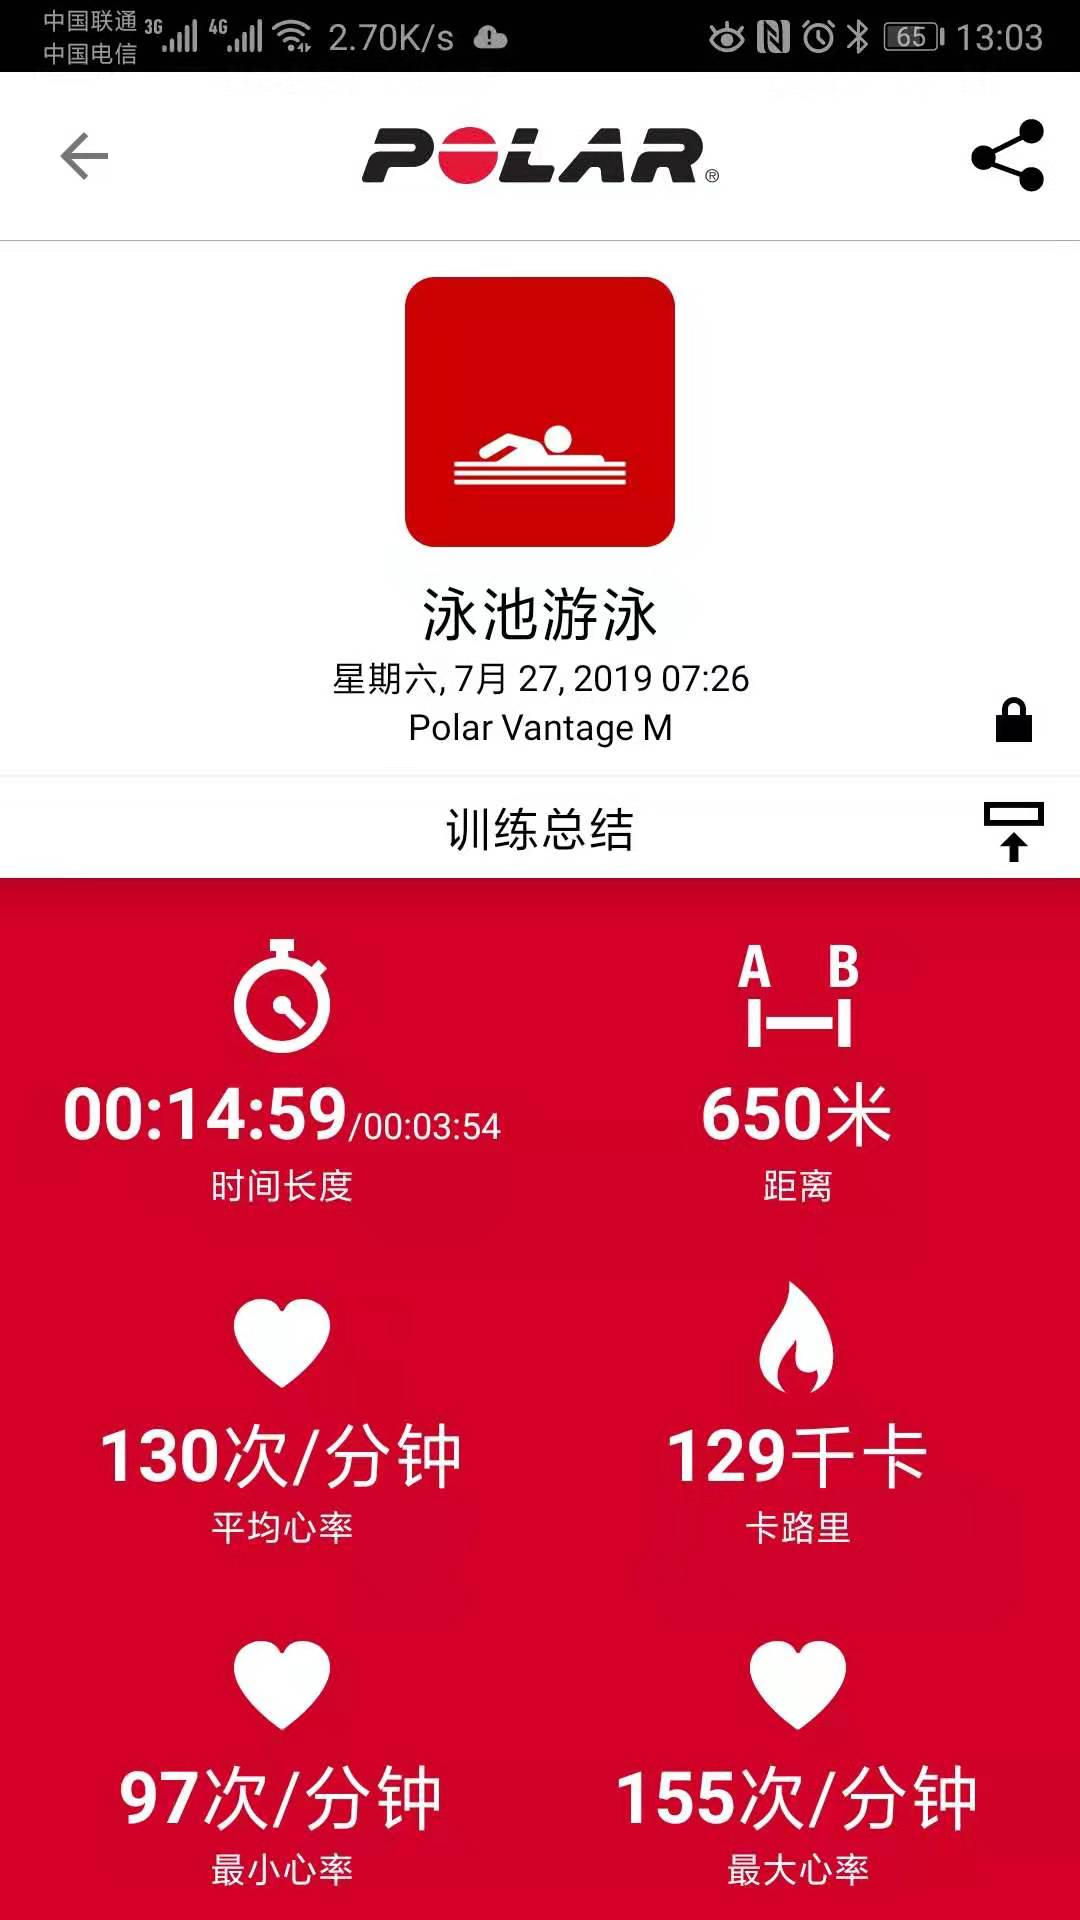 中国联通 3G 4G 2.70K/s 65 13:03
中国电信
POLAR®
泳池游泳
星期六, 7月 27, 2019 07:26
Polar Vantage M
训练总结
A B
00:14:59/00:03:54 650米
时间长度 距离
130次/分钟 129千卡
平均心率 卡路里
97次/分钟 155次/分钟
最小心率 最大心率